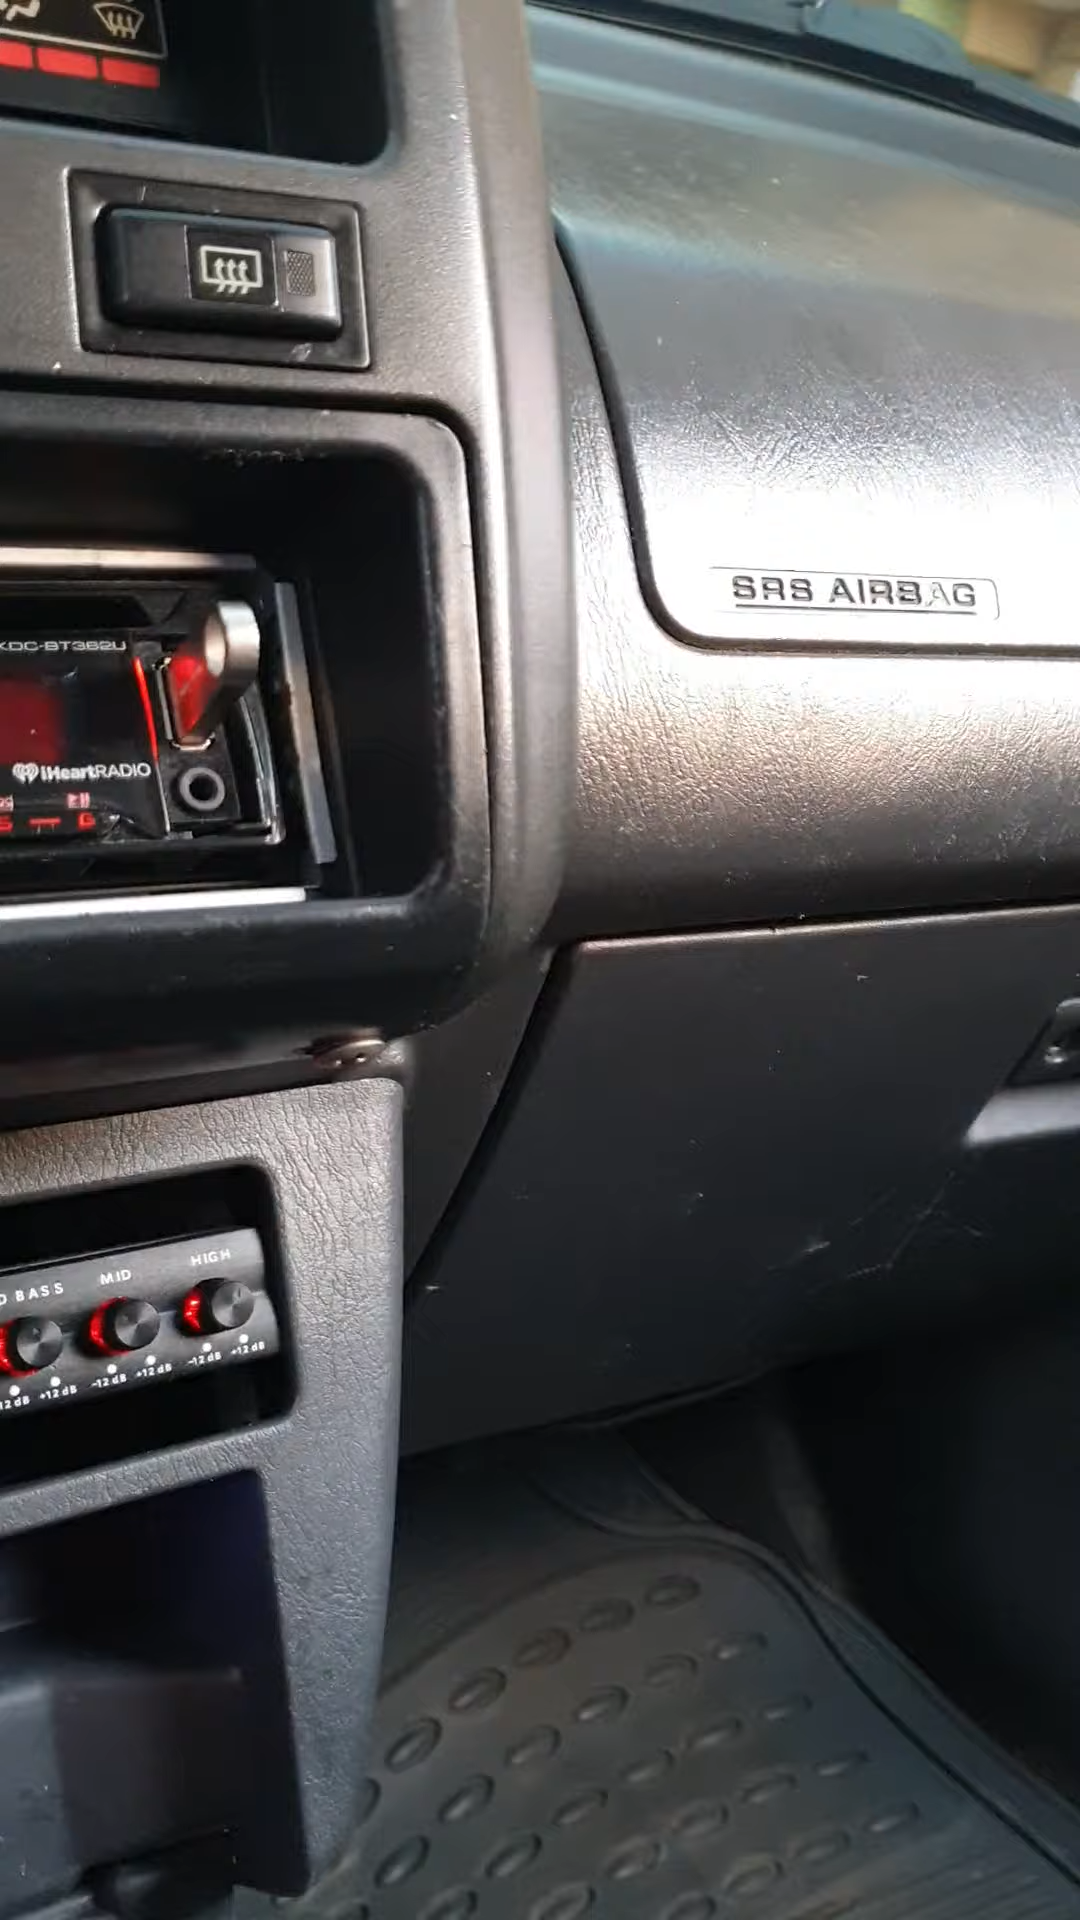 SRS AIRBAG
KDC-BT362U
iHeartRADIO
6
BASS
MID
HIGH
12 dB
+12 dB
-12 dB
+12 dB
-12 dB
+12 dB